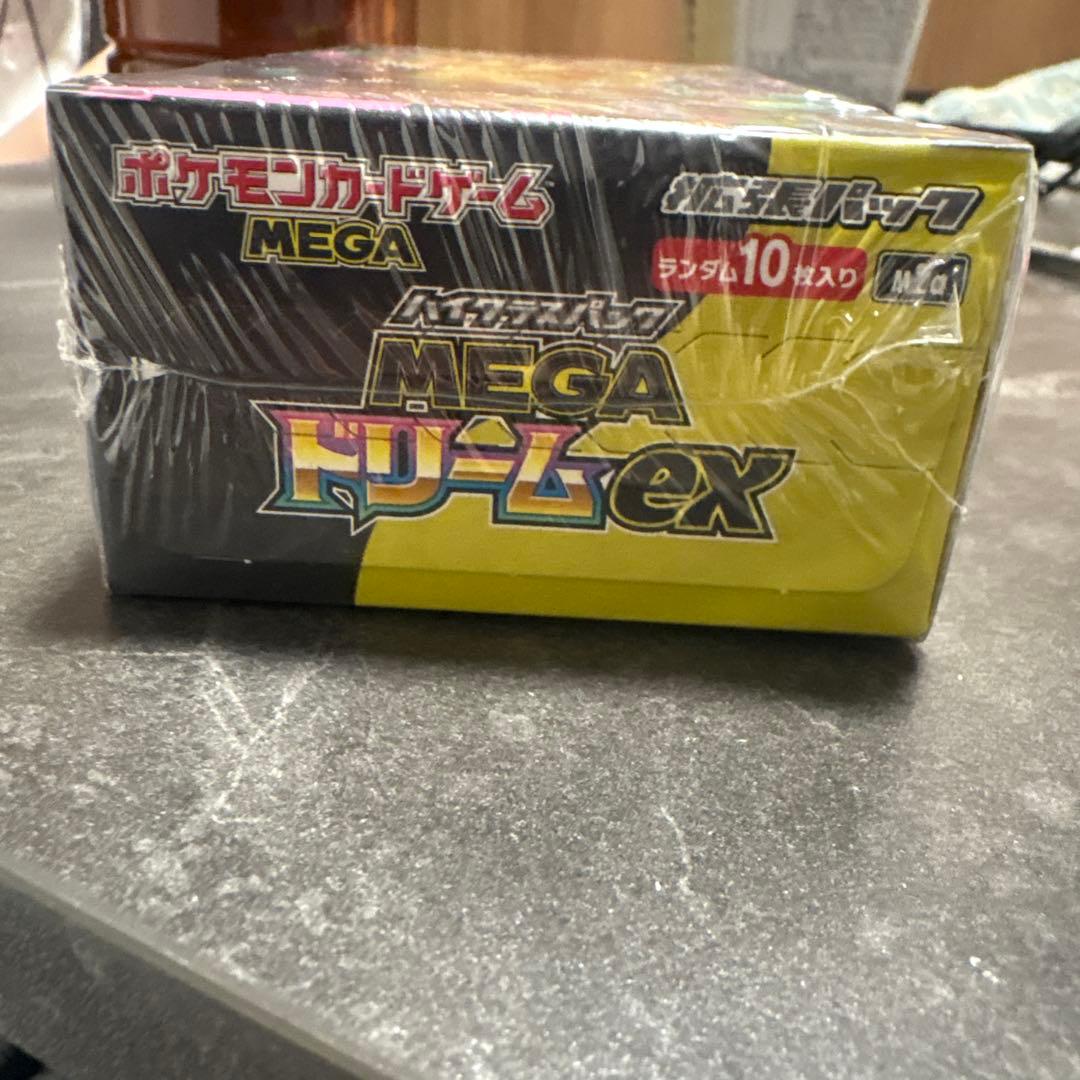 ポケモンカードゲーム
MEGA
拡張パック
ランダム10枚入り
M2a
ハイクラスパック
MEGA
ドリームex